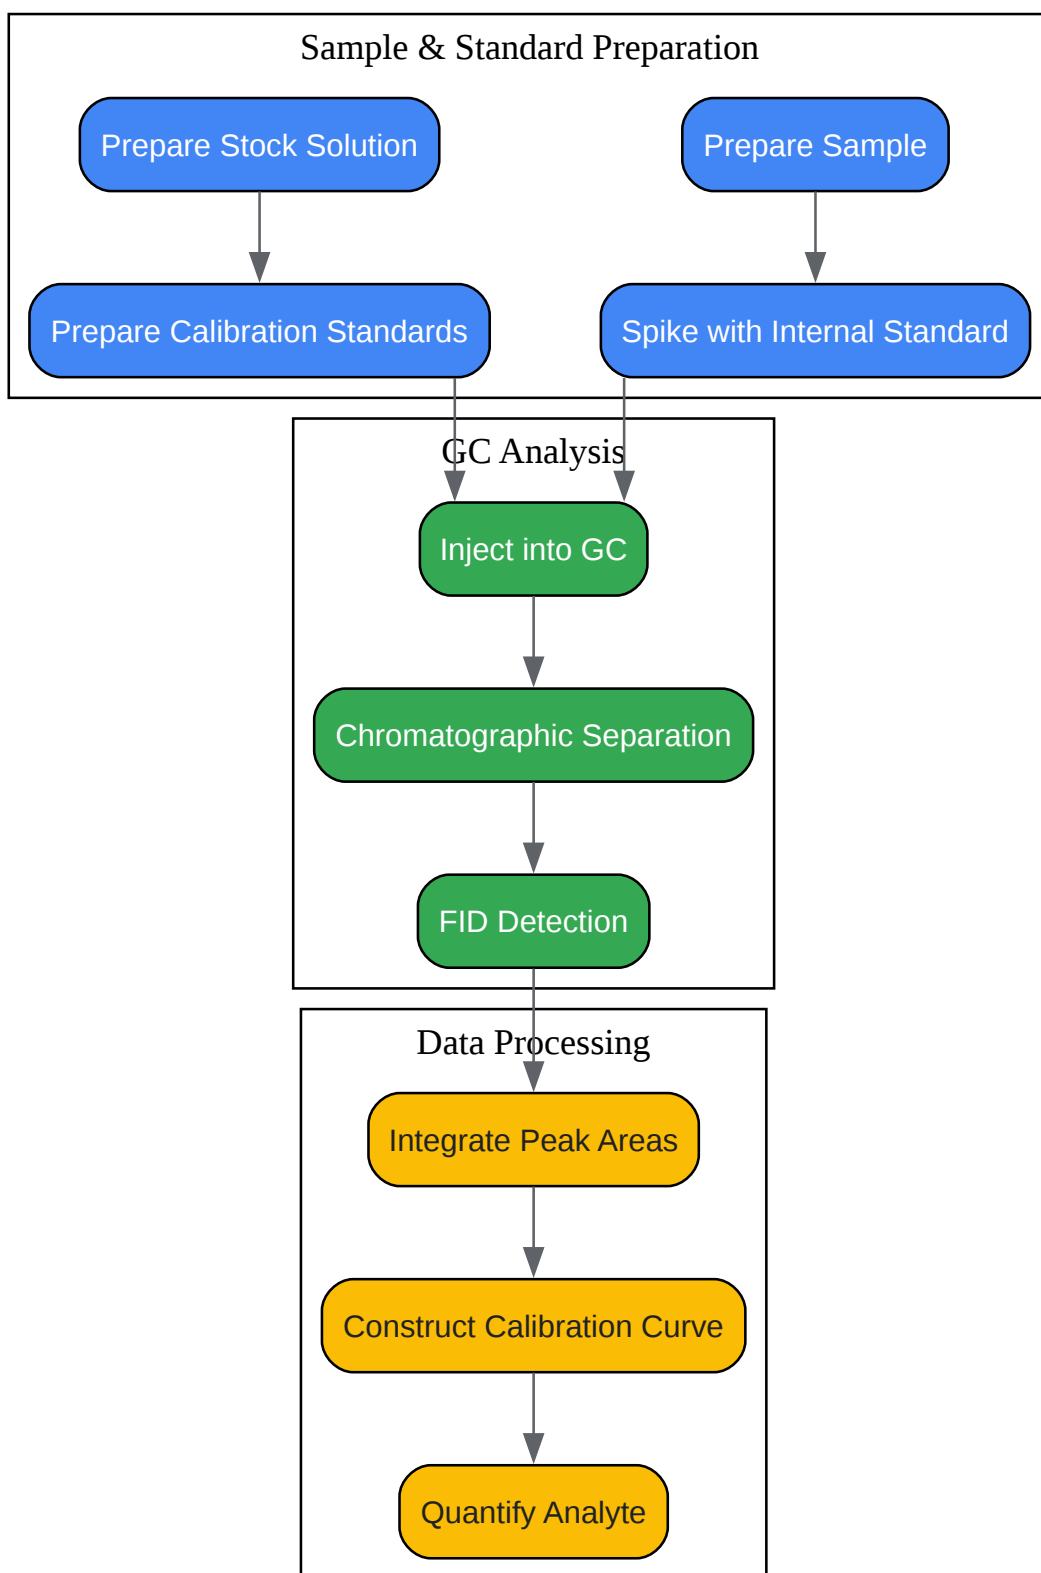 Sample & Standard Preparation
Prepare Stock Solution
Prepare Sample
Prepare Calibration Standards
Spike with Internal Standard
GC Analysis
Inject into GC
Chromatographic Separation
FID Detection
Data Processing
Integrate Peak Areas
Construct Calibration Curve
Quantify Analyte